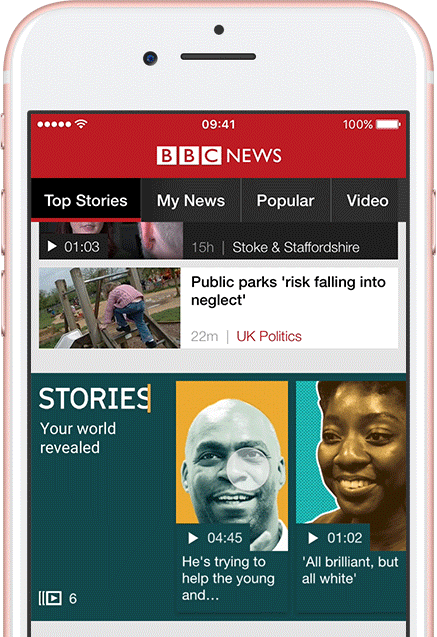 09:41
100%
BBC NEWS
Top Stories
My News
Popular
Video
01:03
15h | Stoke & Staffordshire
Public parks 'risk falling into
neglect'
22m | UK Politics
STORIES
Your world
revealed
04:45
He's trying to
help the young
and…
01:02
'All brilliant, but
all white'
6